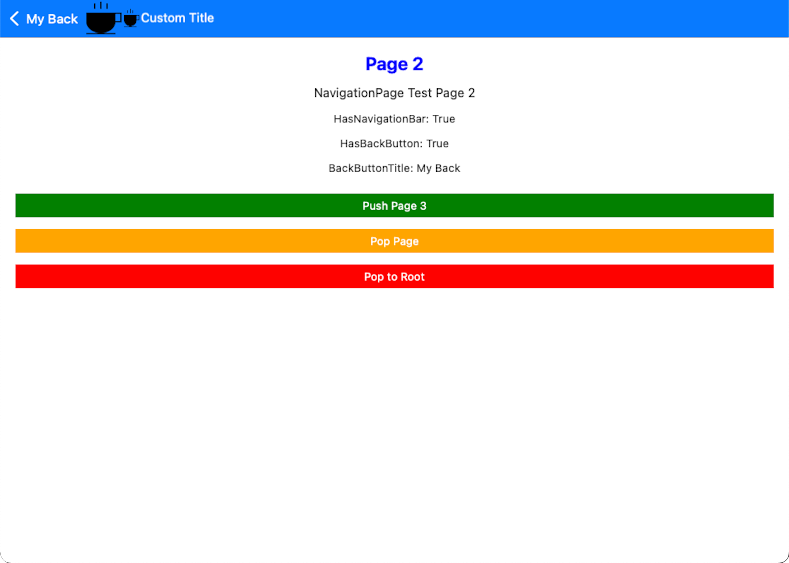 My Back Custom Title
Page 2
NavigationPage Test Page 2
HasNavigationBar: True
HasBackButton: True
BackButtonTitle: My Back
Push Page 3
Pop Page
Pop to Root